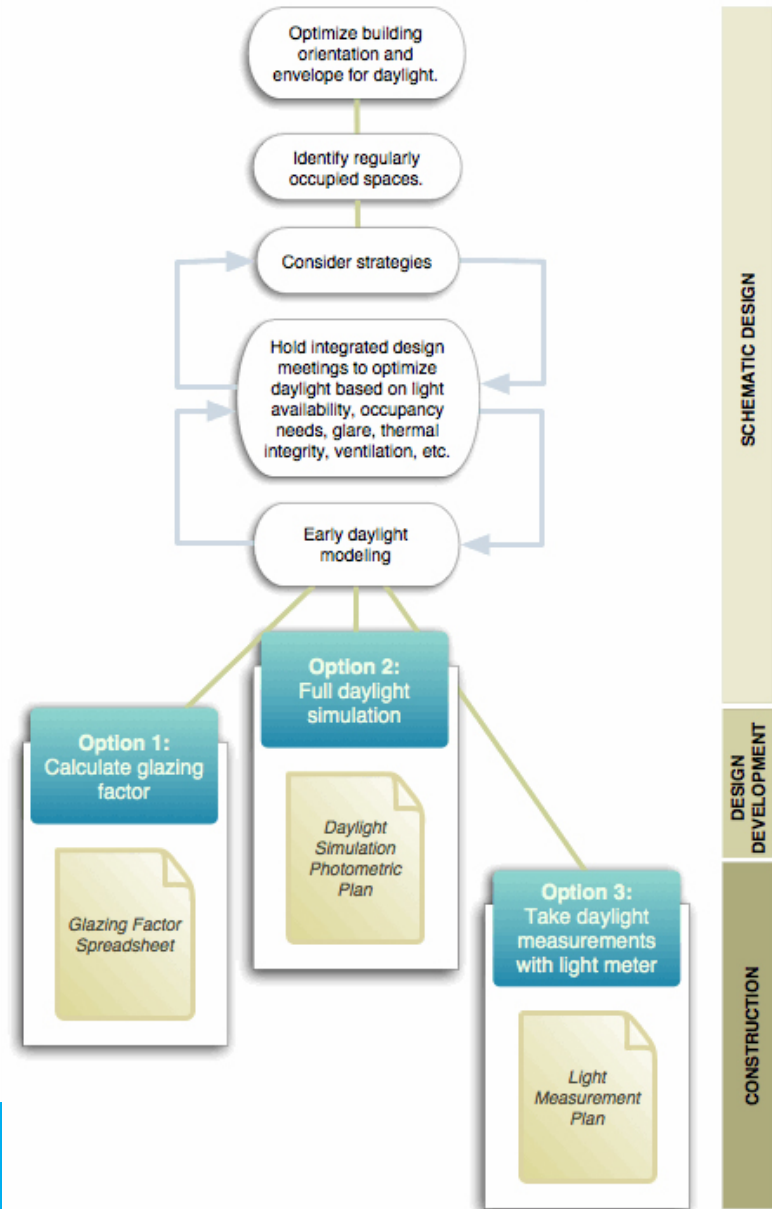 Optimize building
orientation and
envelope for daylight.
Identify regularly
occupied spaces.
Consider strategies
Hold integrated design
meetings to optimize
daylight based on light
availability, occupancy
needs, glare, thermal
integrity, ventilation, etc.
Early daylight
modeling
Option 1:
Calculate glazing
factor
Glazing Factor
Spreadsheet
Option 2:
Full daylight
simulation
Daylight
Simulation
Photometric
Plan
Option 3:
Take daylight
measurements
with light meter
Light
Measurement
Plan
SCHEMATIC DESIGN
DESIGN
DEVELOPMENT
CONSTRUCTION